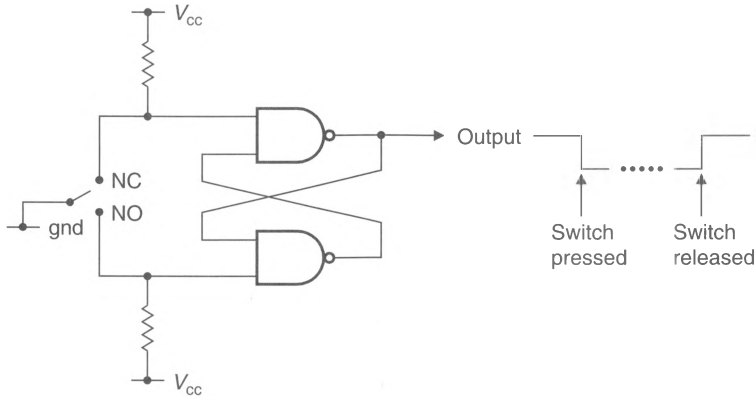 Vcc
NC
NO
gnd
Output
Switch
pressed
Switch
released
Vcc